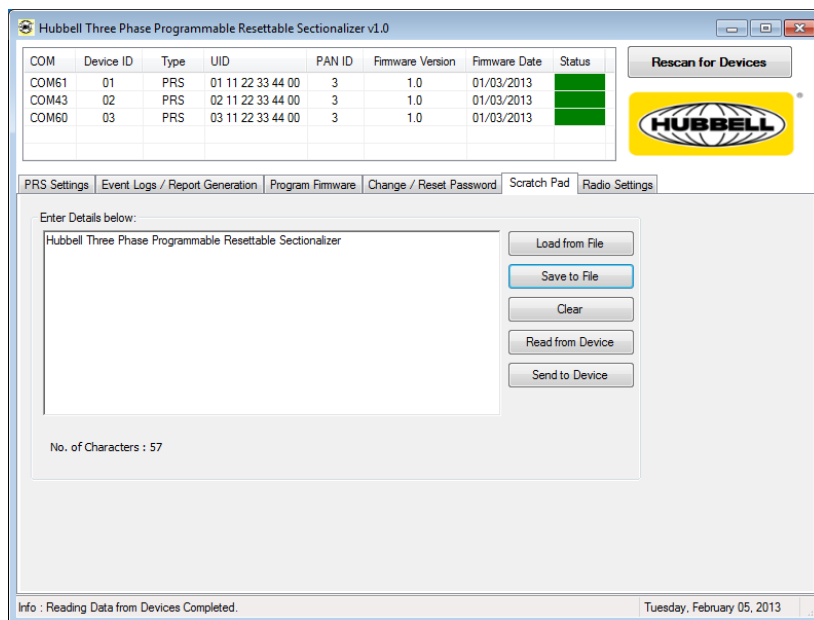 Hubbell Three Phase Programmable Resettable Sectionalizer v1.0
COM Device ID Type UID PAN ID Firmware Version Firmware Date Status
COM61 01 PRS 01 11 22 33 44 00 3 1.0 01/03/2013
COM43 02 PRS 02 11 22 33 44 00 3 1.0 01/03/2013
COM60 03 PRS 03 11 22 33 44 00 3 1.0 01/03/2013
Rescan for Devices
HUBBELL
®
PRS Settings Event Logs / Report Generation Program Firmware Change / Reset Password Scratch Pad Radio Settings
Enter Details below:
Hubbell Three Phase Programmable Resettable Sectionalizer
Load from File
Save to File
Clear
Read from Device
Send to Device
No. of Characters : 57
Info : Reading Data from Devices Completed.
Tuesday, February 05, 2013